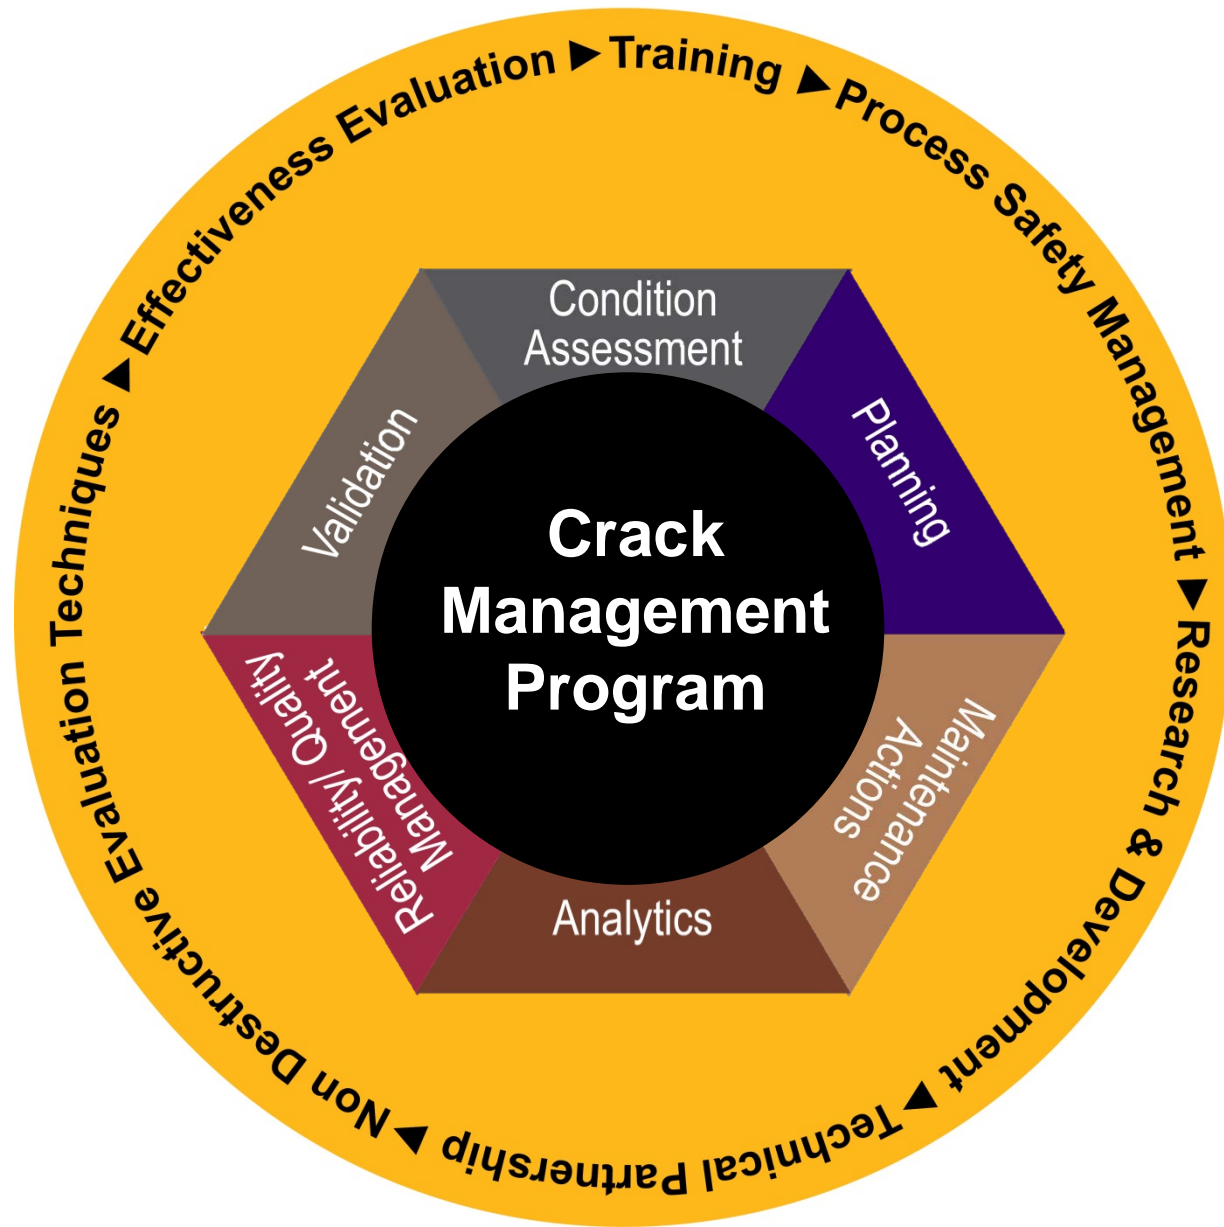 Effectiveness Evaluation ▶ Training ▶ Process Safety Management ▶ Research & Development ▶ Technical Partnership ▶ Non Destructive Evaluation Techniques ▶
Condition
Assessment
Planning
Maintenance
Actions
Analytics
Reliability/ Quality
Management
Validation
Crack
Management
Program